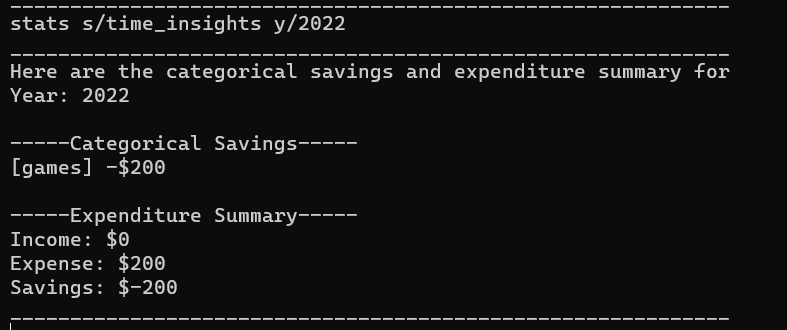 ____________________________________________________________
stats s/time_insights y/2022
____________________________________________________________
Here are the categorical savings and expenditure summary for
Year: 2022

-----Categorical Savings-----
[games] -$200

-----Expenditure Summary-----
Income: $0
Expense: $200
Savings: $-200
____________________________________________________________